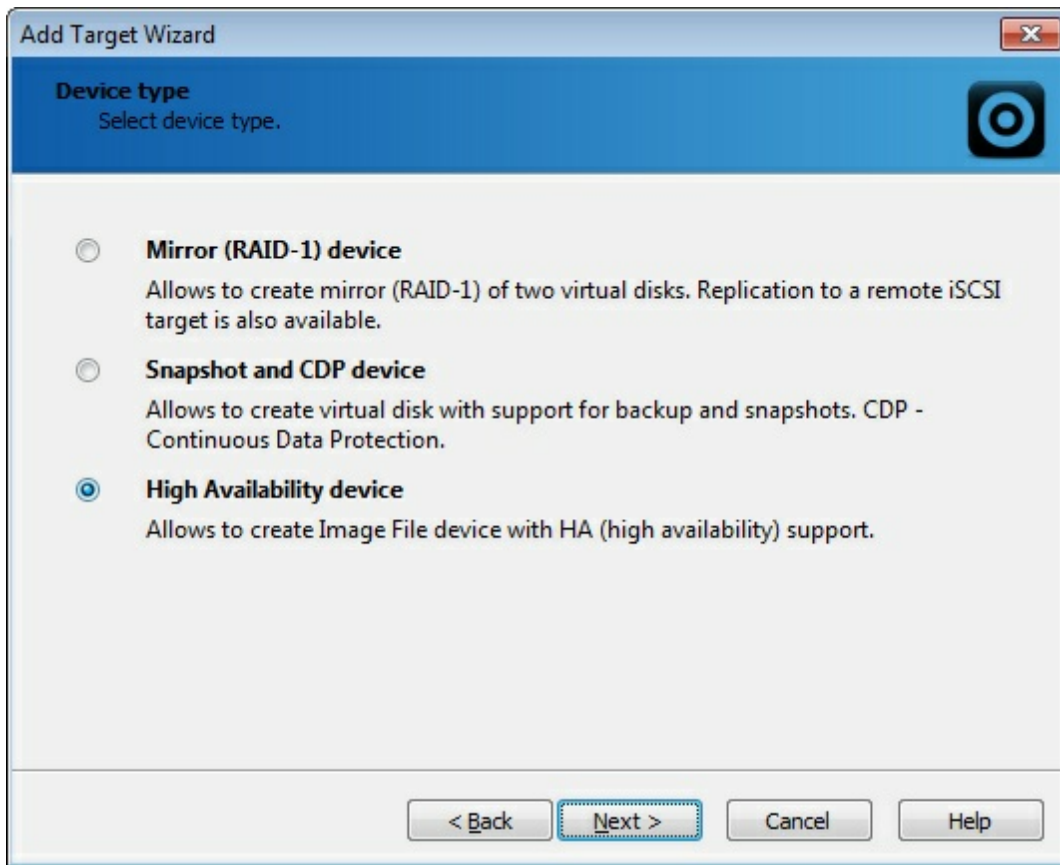 Add Target Wizard
Device type
Select device type.
Mirror (RAID-1) device
Allows to create mirror (RAID-1) of two virtual disks. Replication to a remote iSCSI
target is also available.
Snapshot and CDP device
Allows to create virtual disk with support for backup and snapshots. CDP -
Continuous Data Protection.
High Availability device
Allows to create Image File device with HA (high availability) support.
< Back Next > Cancel Help